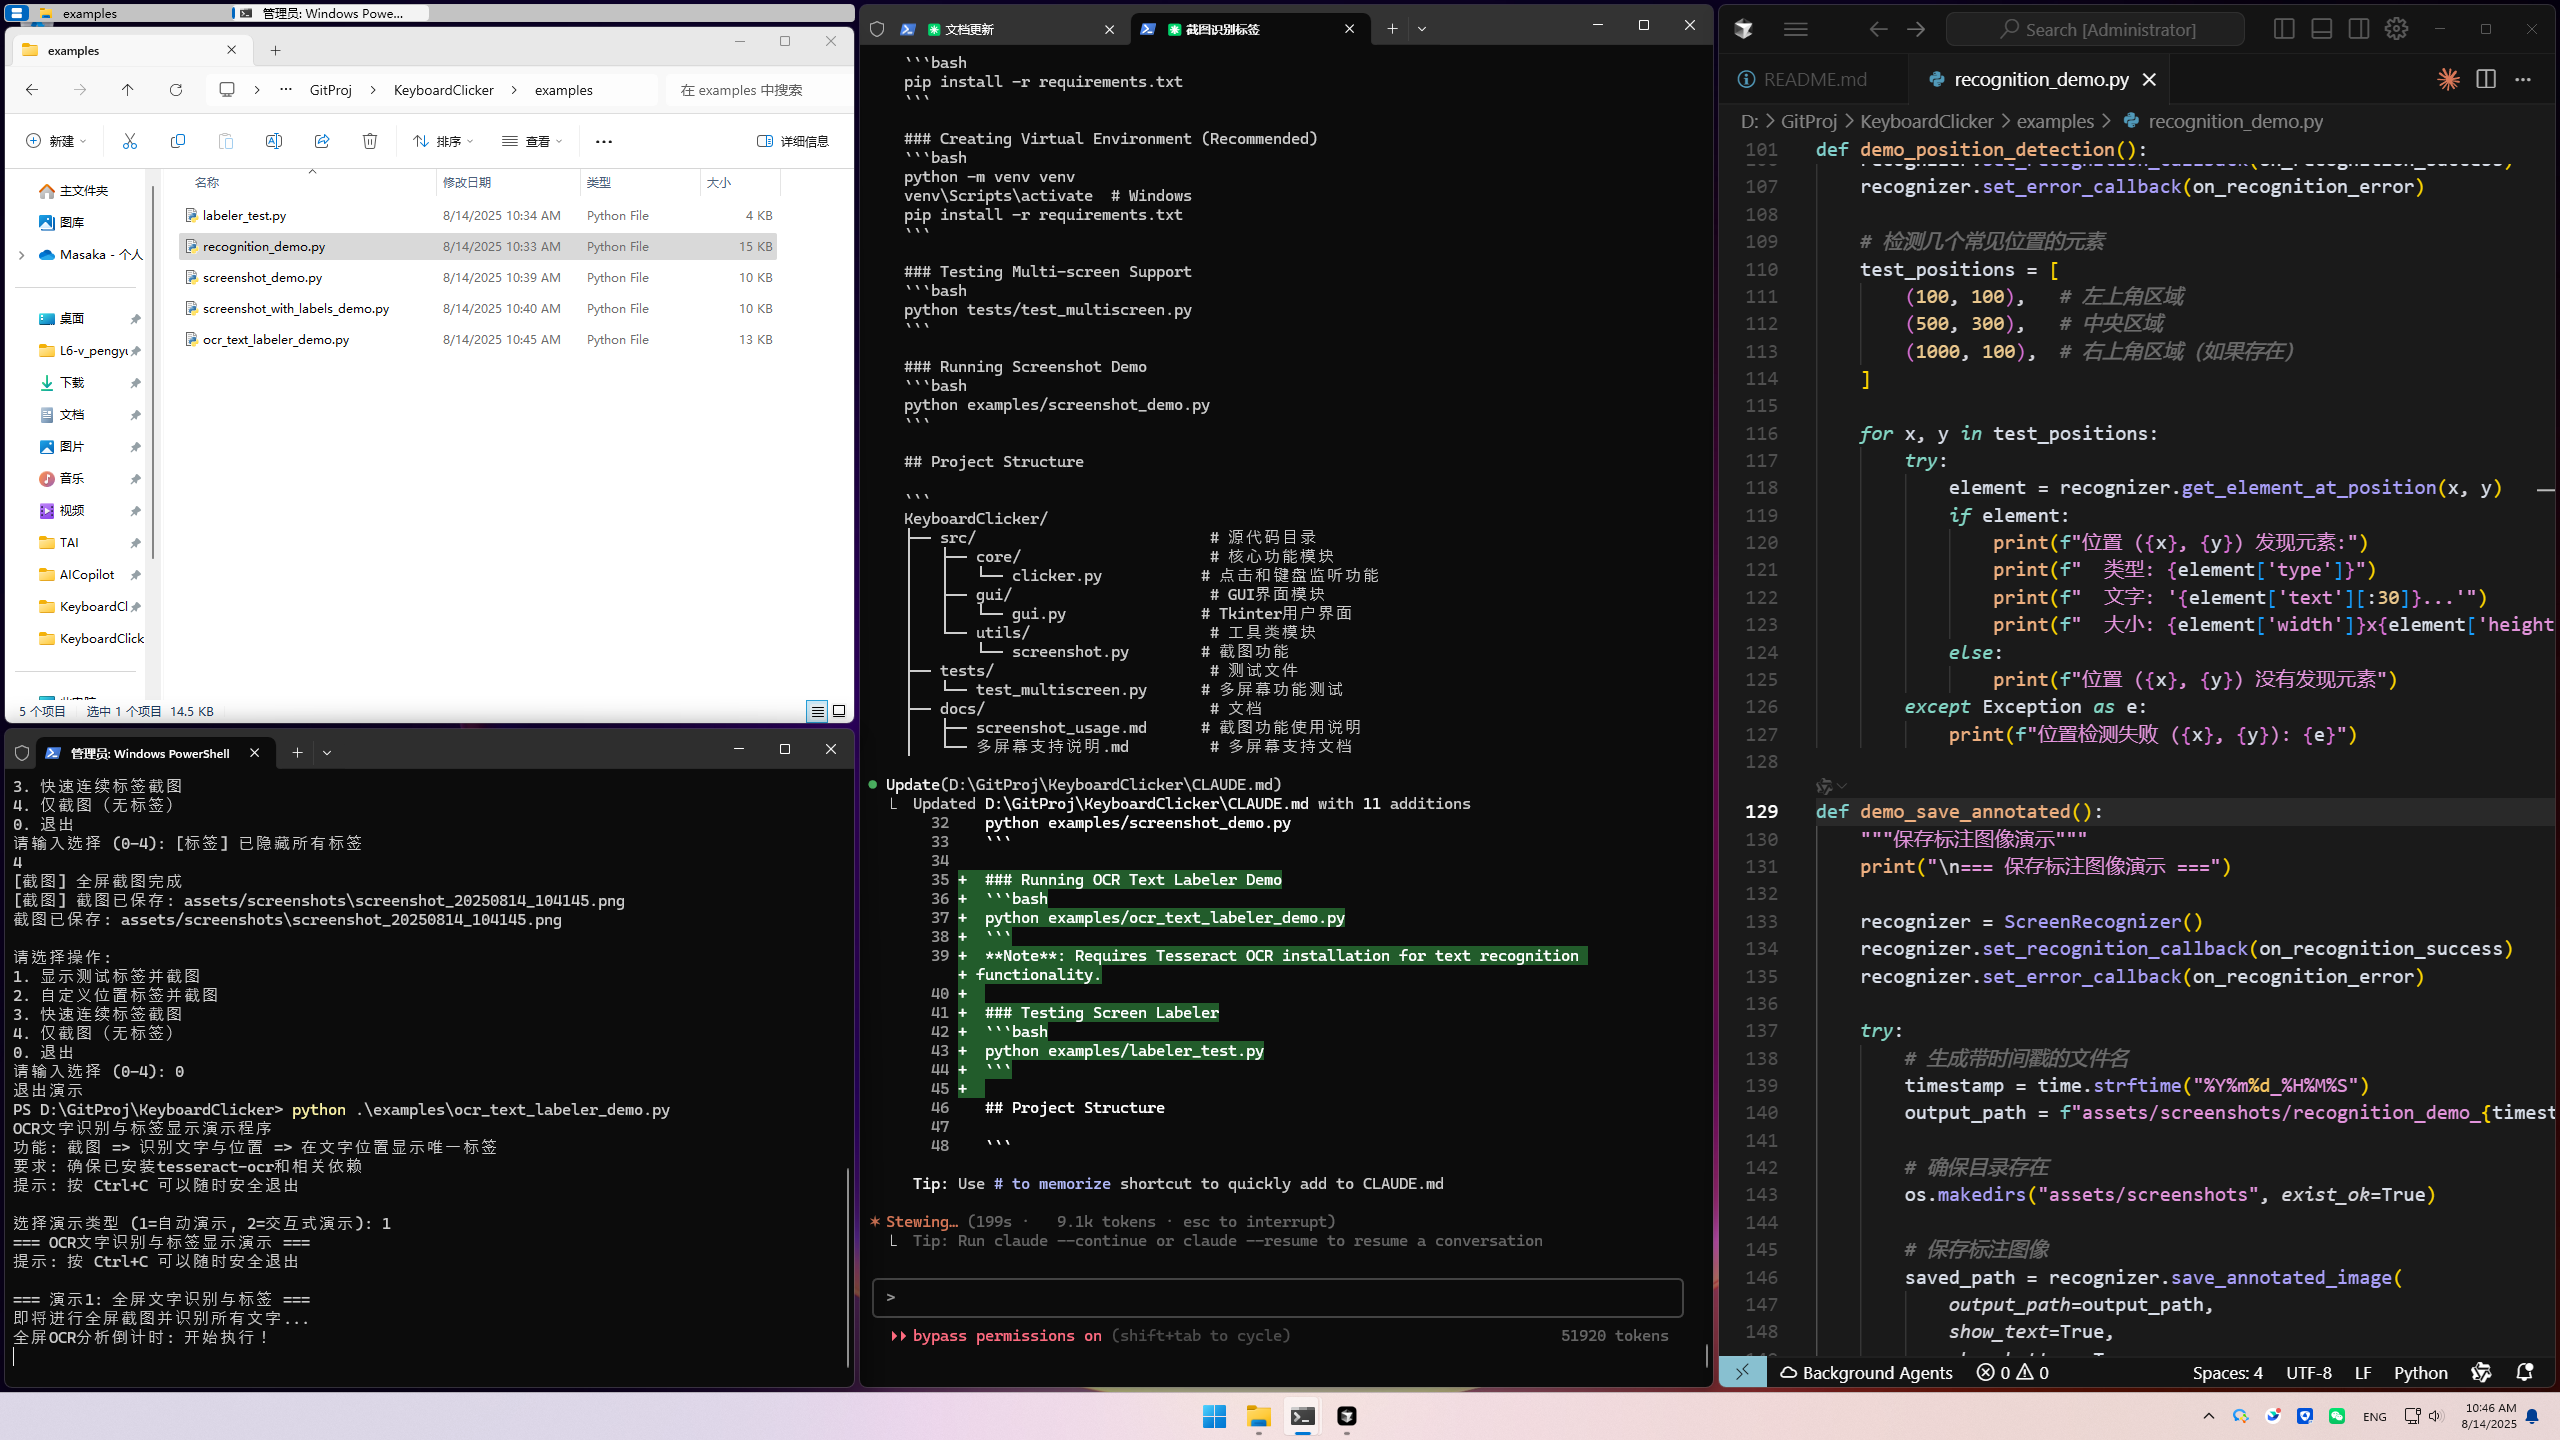 examples
管理员: Windows Powe...
examples
GitProj
KeyboardClicker
examples
在 examples 中搜索
新建
排序
查看
详细信息
名称
修改日期
类型
大小
主文件夹
图库
Masaka - 个人
桌面
L6-v_pengyu
下载
文档
图片
音乐
视频
TAI
AICopilot
KeyboardCl
KeyboardClick
labeler_test.py 8/14/2025 10:34 AM Python File 4 KB
recognition_demo.py 8/14/2025 10:33 AM Python File 15 KB
screenshot_demo.py 8/14/2025 10:39 AM Python File 10 KB
screenshot_with_labels_demo.py 8/14/2025 10:40 AM Python File 10 KB
ocr_text_labeler_demo.py 8/14/2025 10:45 AM Python File 13 KB
5 个项目 选中 1 个项目 14.5 KB
管理员: Windows PowerShell
3. 快速连续标签截图
4. 仅截图 (无标签)
0. 退出
请输入选择 (0-4): [标签] 已隐藏所有标签
4
[截图] 全屏截图完成
[截图] 截图已保存: assets/screenshots\screenshot_20250814_104145.png
截图已保存: assets/screenshots\screenshot_20250814_104145.png
请选择操作:
1. 显示测试标签并截图
2. 自定义位置标签并截图
3. 快速连续标签截图
4. 仅截图 (无标签)
0. 退出
请输入选择 (0-4): 0
退出演示
PS D:\GitProj\KeyboardClicker> python .\examples\ocr_text_labeler_demo.py
OCR文字识别与标签显示演示程序
功能: 截图 => 识别文字与位置 => 在文字位置显示唯一标签
要求: 确保已安装tesseract-ocr和相关依赖
提示: 按 Ctrl+C 可以随时安全退出
选择演示类型 (1=自动演示, 2=交互式演示): 1
=== OCR文字识别与标签显示演示 ===
提示: 按 Ctrl+C 可以随时安全退出
=== 演示1: 全屏文字识别与标签 ===
即将进行全屏截图并识别所有文字...
全屏OCR分析倒计时: 开始执行！
文档更新
截图识别标签
```bash
pip install -r requirements.txt
```
### Creating Virtual Environment (Recommended)
```bash
python -m venv venv
venv\Scripts\activate # Windows
pip install -r requirements.txt
```
### Testing Multi-screen Support
```bash
python tests/test_multiscreen.py
```
### Running Screenshot Demo
```bash
python examples/screenshot_demo.py
```
## Project Structure
```
KeyboardClicker/
├── src/ # 源代码目录
│ ├── core/ # 核心功能模块
│ │ └── clicker.py # 点击和键盘监听功能
│ ├── gui/ # GUI界面模块
│ │ └── gui.py # Tkinter用户界面
│ └── utils/ # 工具类模块
│ └── screenshot.py # 截图功能
├── tests/ # 测试文件
│ └── test_multiscreen.py # 多屏幕功能测试
├── docs/ # 文档
│ ├── screenshot_usage.md # 截图功能使用说明
│ └── 多屏幕支持说明.md # 多屏幕支持文档
● Update(D:\GitProj\KeyboardClicker\CLAUDE.md)
└ Updated D:\GitProj\KeyboardClicker\CLAUDE.md with 11 additions
32 python examples/screenshot_demo.py
33 ```
34
35 + ### Running OCR Text Labeler Demo
36 + ```bash
37 + python examples/ocr_text_labeler_demo.py
38 + ```
39 + **Note**: Requires Tesseract OCR installation for text recognition
+ functionality.
40 +
41 + ### Testing Screen Labeler
42 + ```bash
43 + python examples/labeler_test.py
44 + ```
45 +
46 ## Project Structure
47
48 ```
Tip: Use # to memorize shortcut to quickly add to CLAUDE.md
✶ Stewing… (199s · 9.1k tokens · esc to interrupt)
└ Tip: Run claude --continue or claude --resume to resume a conversation
>
bypass permissions on (shift+tab to cycle) 51920 tokens
Search [Administrator]
README.md
recognition_demo.py
D: > GitProj > KeyboardClicker > examples > recognition_demo.py
101 def demo_position_detection():
107 recognizer.set_error_callback(on_recognition_error)
108
109 # 检测几个常见位置的元素
110 test_positions = [
111 (100, 100), # 左上角区域
112 (500, 300), # 中央区域
113 (1000, 100), # 右上角区域 (如果存在)
114 ]
115
116 for x, y in test_positions:
117 try:
118 element = recognizer.get_element_at_position(x, y)
119 if element:
120 print(f"位置 ({x}, {y}) 发现元素:")
121 print(f" 类型: {element['type']}")
122 print(f" 文字: '{element['text'][:30]}...'")
123 print(f" 大小: {element['width']}x{element['height
124 else:
125 print(f"位置 ({x}, {y}) 没有发现元素")
126 except Exception as e:
127 print(f"位置检测失败 ({x}, {y}): {e}")
128
129 def demo_save_annotated():
130 """保存标注图像演示"""
131 print("\n=== 保存标注图像演示 ===")
132
133 recognizer = ScreenRecognizer()
134 recognizer.set_recognition_callback(on_recognition_success)
135 recognizer.set_error_callback(on_recognition_error)
136
137 try:
138 # 生成带时间戳的文件名
139 timestamp = time.strftime("%Y%m%d_%H%M%S")
140 output_path = f"assets/screenshots/recognition_demo_{timest
141
142 # 确保目录存在
143 os.makedirs("assets/screenshots", exist_ok=True)
144
145 # 保存标注图像
146 saved_path = recognizer.save_annotated_image(
147 output_path=output_path,
148 show_text=True,
Background Agents 0 0
Spaces: 4 UTF-8 LF Python
ENG
10:46 AM
8/14/2025